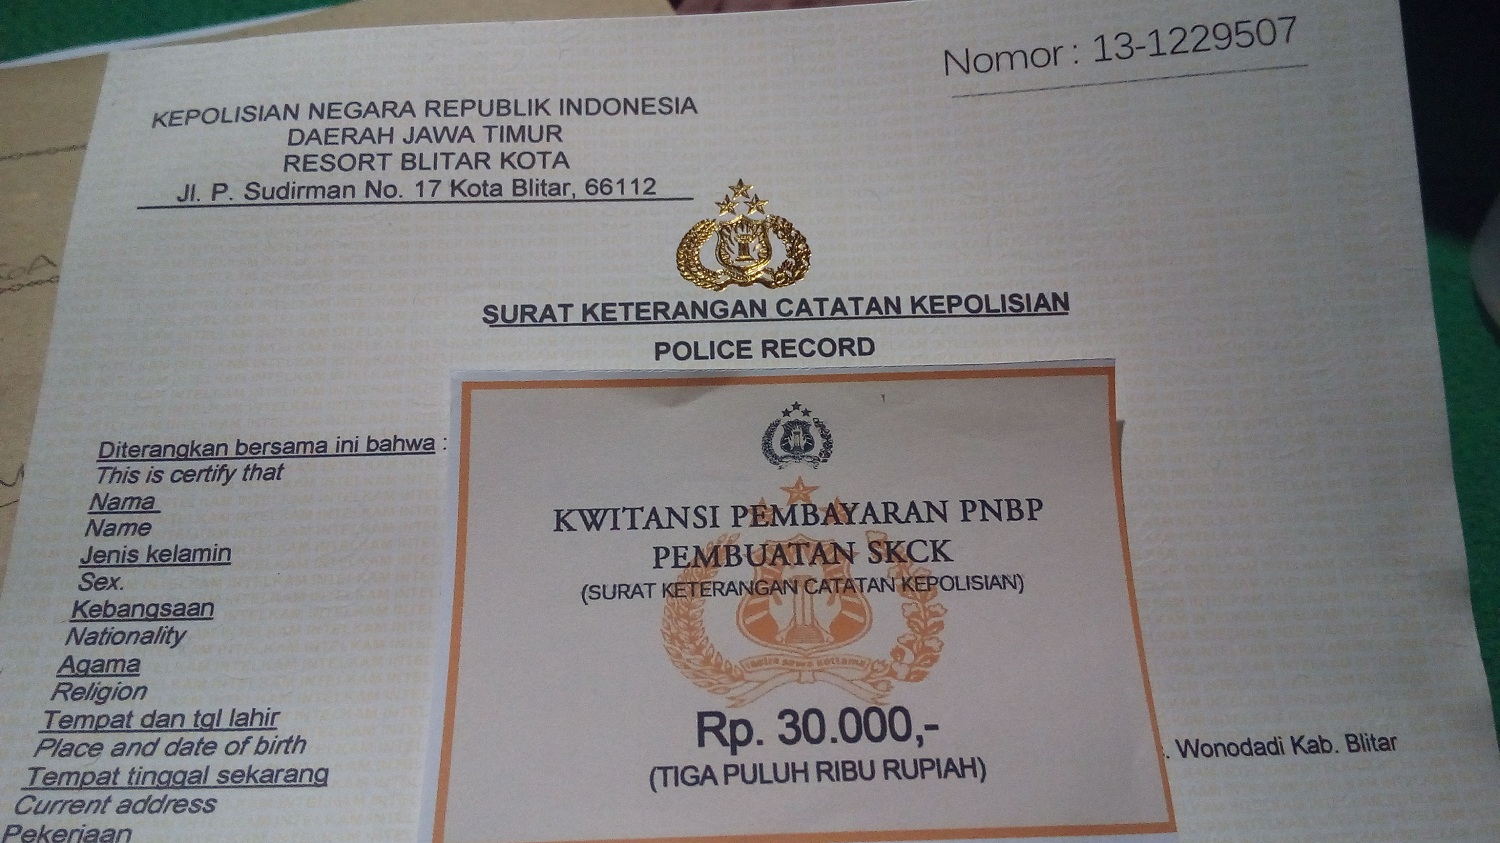 Nomor : 13-1229507
KEPOLISIAN NEGARA REPUBLIK INDONESIA
DAERAH JAWA TIMUR
RESORT BLITAR KOTA
Jl. P. Sudirman No. 17 Kota Blitar, 66112
SURAT KETERANGAN CATATAN KEPOLISIAN
POLICE RECORD
Diterangkan bersama ini bahwa :
This is certify that
Nama
Name
Jenis kelamin
Sex.
Kebangsaan
Nationality
Agama
Religion
Tempat dan tgl lahir
Place and date of birth
Tempat tinggal sekarang
Current address
Pekerjaan
KWITANSI PEMBAYARAN PNBP
PEMBUATAN SKCK
(SURAT KETERANGAN CATATAN KEPOLISIAN)
Rp. 30.000,-
(TIGA PULUH RIBU RUPIAH)
. Wonodadi Kab. Blitar